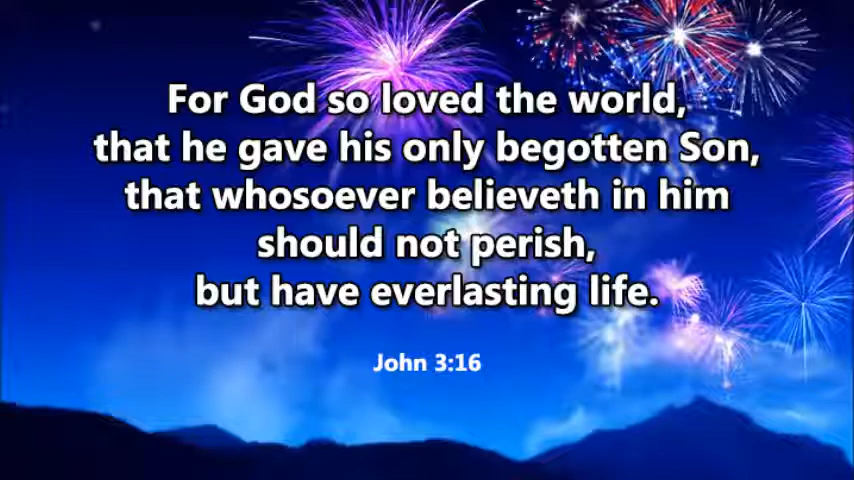 For God so loved the world,
that he gave his only begotten Son,
that whosoever believeth in him
should not perish,
but have everlasting life.
John 3:16